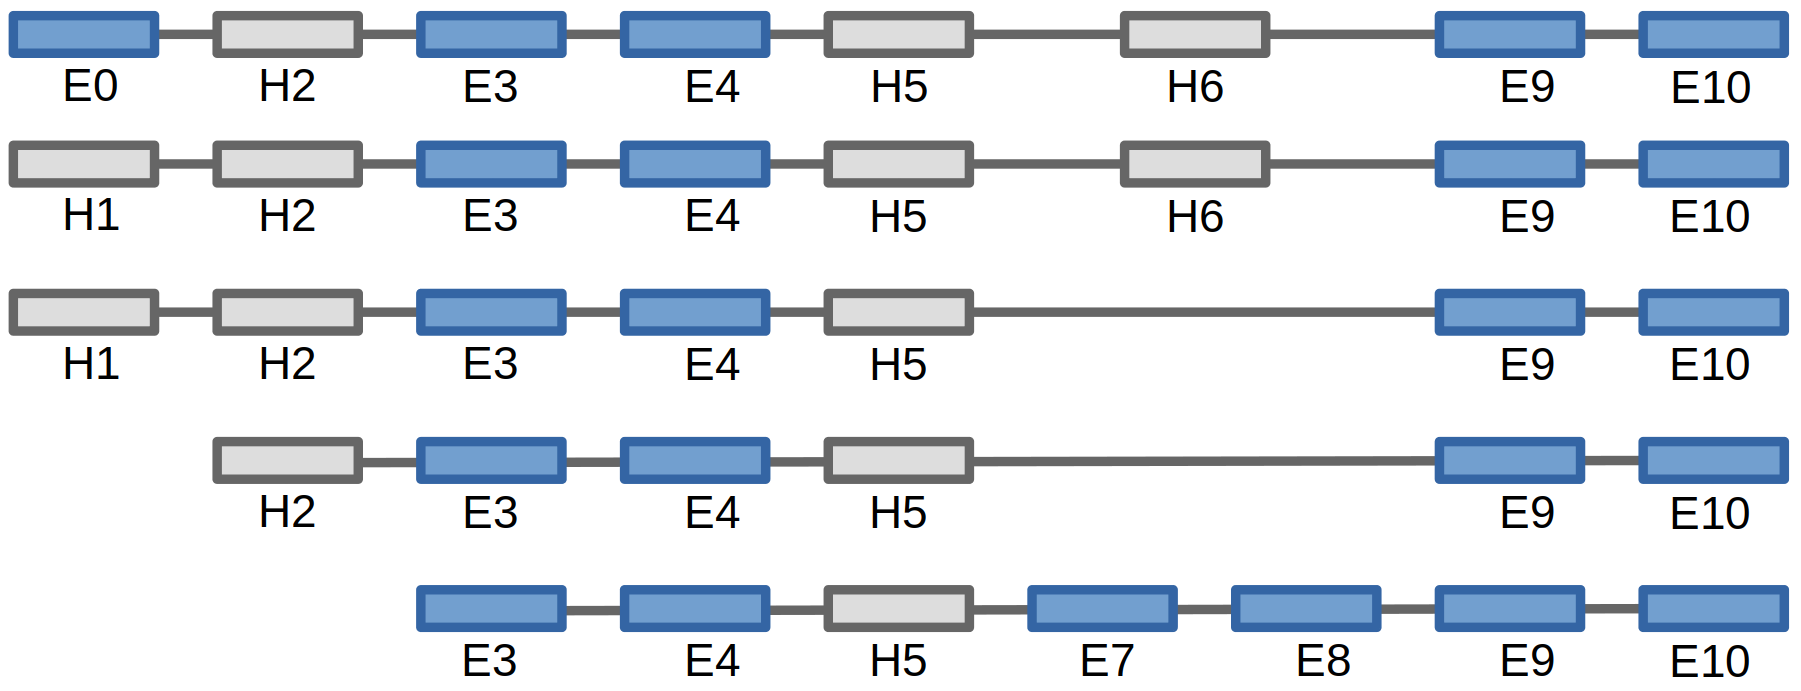 E0 H2 E3 E4 H5 H6 E9 E10
H1 H2 E3 E4 H5 H6 E9 E10
H1 H2 E3 E4 H5 E9 E10
H2 E3 E4 H5 E9 E10
E3 E4 H5 E7 E8 E9 E10